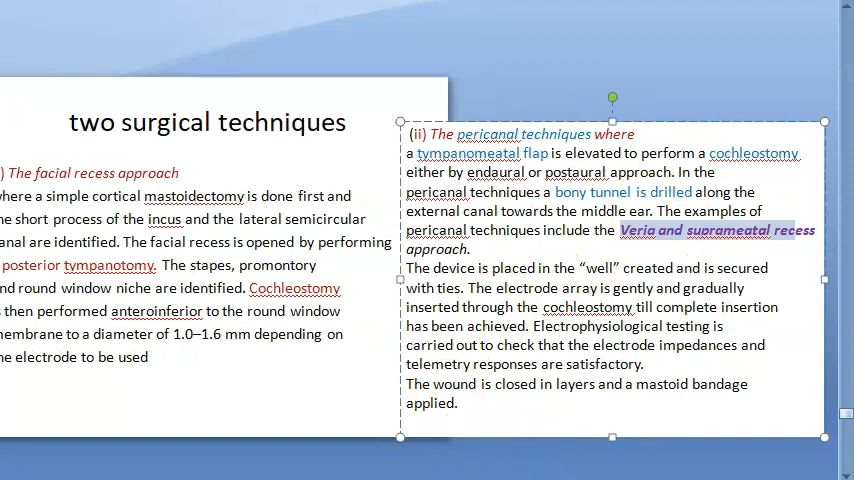 two surgical techniques
) The facial recess approach
where a simple cortical mastoidectomy is done first and
he short process of the incus and the lateral semicircular
anal are identified. The facial recess is opened by performing
posterior tympanotomy. The stapes, promontory
nd round window niche are identified. Cochleostomy
s then performed anteroinferior to the round window
membrane to a diameter of 1.0–1.6 mm depending on
he electrode to be used
(ii) The pericanal techniques where
a tympanomeatal flap is elevated to perform a cochleostomy
either by endaural or postaural approach. In the
pericanal techniques a bony tunnel is drilled along the
external canal towards the middle ear. The examples of
pericanal techniques include the Veria and suprameatal recess
approach.
The device is placed in the “well” created and is secured
with ties. The electrode array is gently and gradually
inserted through the cochleostomy till complete insertion
has been achieved. Electrophysiological testing is
carried out to check that the electrode impedances and
telemetry responses are satisfactory.
The wound is closed in layers and a mastoid bandage
applied.